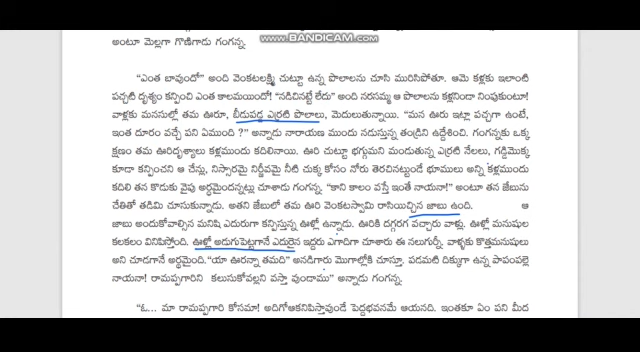 www.BANDICAM.com
అంటూ మెల్లగా గొణిగాడు గంగన్న.
"ఎంత బావుందో" అంది వెంకటలక్ష్మి చుట్టూ ఉన్న పొలాలను చూసి మురిసిపోతూ. ఆమె కళ్లకు ఇలాంటి
పచ్చటి దృశ్యం కన్పించి ఎంత కాలమయిందో! "నడిచినట్టే లేదు" అంది నరసమ్మ ఆ పొలాలను కళ్లనిండా నింపుకుంటూ!
వాళ్లకు మనసుల్లో తమ ఊరూ, బీడుపడ్డ ఎర్రటి పొలాలు, మెదులుతున్నాయి. "మన ఊరు ఇట్లా పచ్చగా ఉంటే,
ఇంత దూరం వచ్చే పని ఏముంది ?" అన్నాడు నారాయణ ముందు నడుస్తున్న తండ్రిని ఉద్దేశించి. గంగన్నకు ఒక్క
క్షణం తమ ఊరిదృశ్యాలు కళ్లముందు కదిలినాయి. ఊరి చుట్టూ భగ్గుమని మండుతున్న ఎర్రటి నేలలు, గడ్డిమొక్క
కూడా కన్పించని ఆ చేన్లు, నిస్సారమై నిర్జీవమై నీటి చుక్క కోసం నోరు తెరచినట్టుండే భూములు అన్ని కళ్లముందు
కదిలి తన కొడుకు వైపు అర్థమైందన్నట్లు చూశాడు గంగన్న. "కాని కాలం వస్తే ఇంతే నాయనా!" అంటూ తన జేబును
చేతితో తడిమి చూసుకున్నాడు. అతని జేబులో తమ ఊరి వెంకటస్వామి రాసియిచ్చిన జాబు ఉంది. ఆ
జాబు అందుకోవాల్సిన మనిషి ఎదురుగా కన్పిస్తున్న ఊళ్లో ఉన్నాడు. ఊరికి దగ్గరగ వచ్చారు వాళ్లు. ఊళ్లో మనుషుల
కలకలం వినిపిస్తోంది. ఊళ్లో అడుగుపెట్టగానే ఎదురైన ఇద్దరు ఎగాదిగా చూశారు ఈ నలుగుర్నీ. వాళ్ళకు కొత్తమనుషులు
అని చూడగానే అర్థమైంది. "యా ఊరన్నా తమది" అనడిగారు మొగాల్లోకి చూస్తూ. పడమటి దిక్కుగా ఉన్న పాపంపల్లె
నాయనా! రామప్పగారిని కలుసుకోవల్లని వస్తా వుండాము" అన్నాడు గంగన్న.
"ఓ... మా రామప్పగారి కోసమా! అదిగోఆకనిపిస్తావుండే పెద్దభవనమే ఆయనది. ఇంతకూ ఏం పని మీద